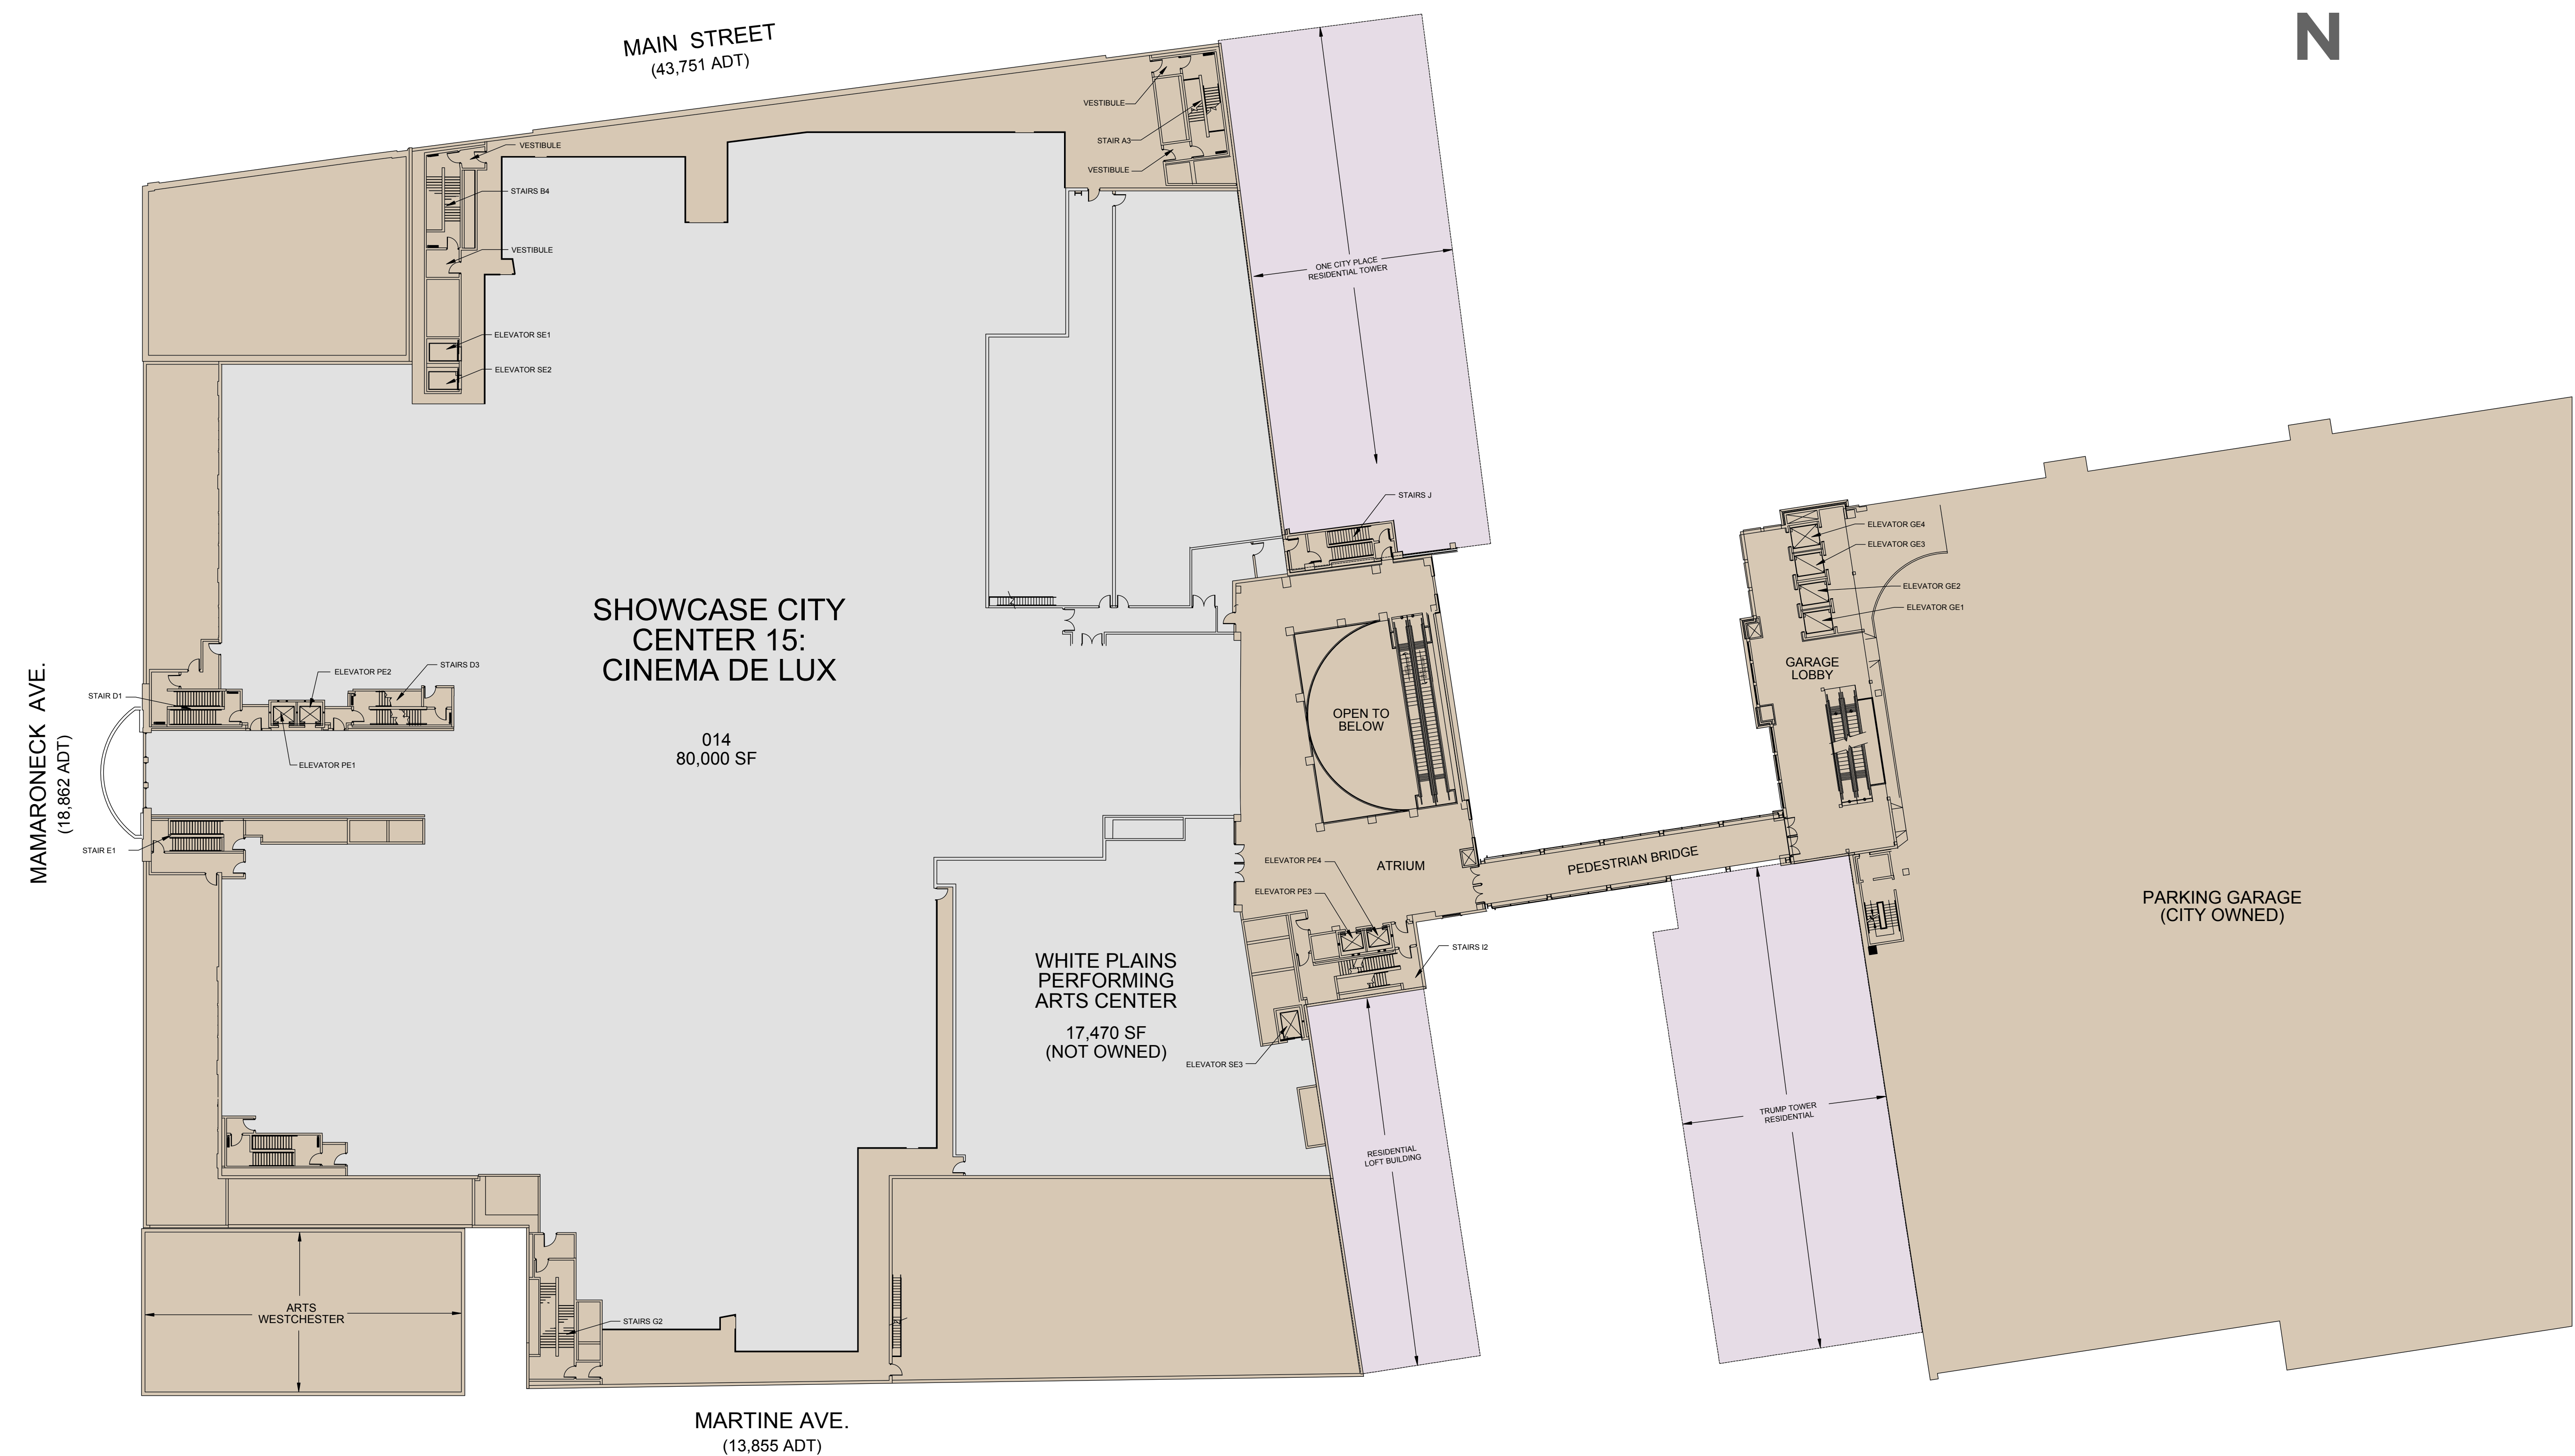 N
MAIN STREET
(43,751 ADT)
VESTIBULE
STAIR A3
VESTIBULE
VESTIBULE
STAIRS B4
VESTIBULE
ELEVATOR SE1
ELEVATOR SE2
ONE CITY PLACE
RESIDENTIAL TOWER
STAIRS J
ELEVATOR GE4
ELEVATOR GE3
ELEVATOR GE2
ELEVATOR GE1
GARAGE
LOBBY
SHOWCASE CITY
CENTER 15:
CINEMA DE LUX
014
80,000 SF
MAMARONECK AVE.
(18,862 ADT)
STAIR D1
ELEVATOR PE2
STAIRS D3
ELEVATOR PE1
STAIR E1
OPEN TO
BELOW
ELEVATOR PE4
ATRIUM
ELEVATOR PE3
PEDESTRIAN BRIDGE
STAIRS I2
PARKING GARAGE
(CITY OWNED)
WHITE PLAINS
PERFORMING
ARTS CENTER
17,470 SF
(NOT OWNED)
ELEVATOR SE3
TRUMP TOWER
RESIDENTIAL
RESIDENTIAL
LOFT BUILDING
ARTS
WESTCHESTER
STAIRS G2
MARTINE AVE.
(13,855 ADT)